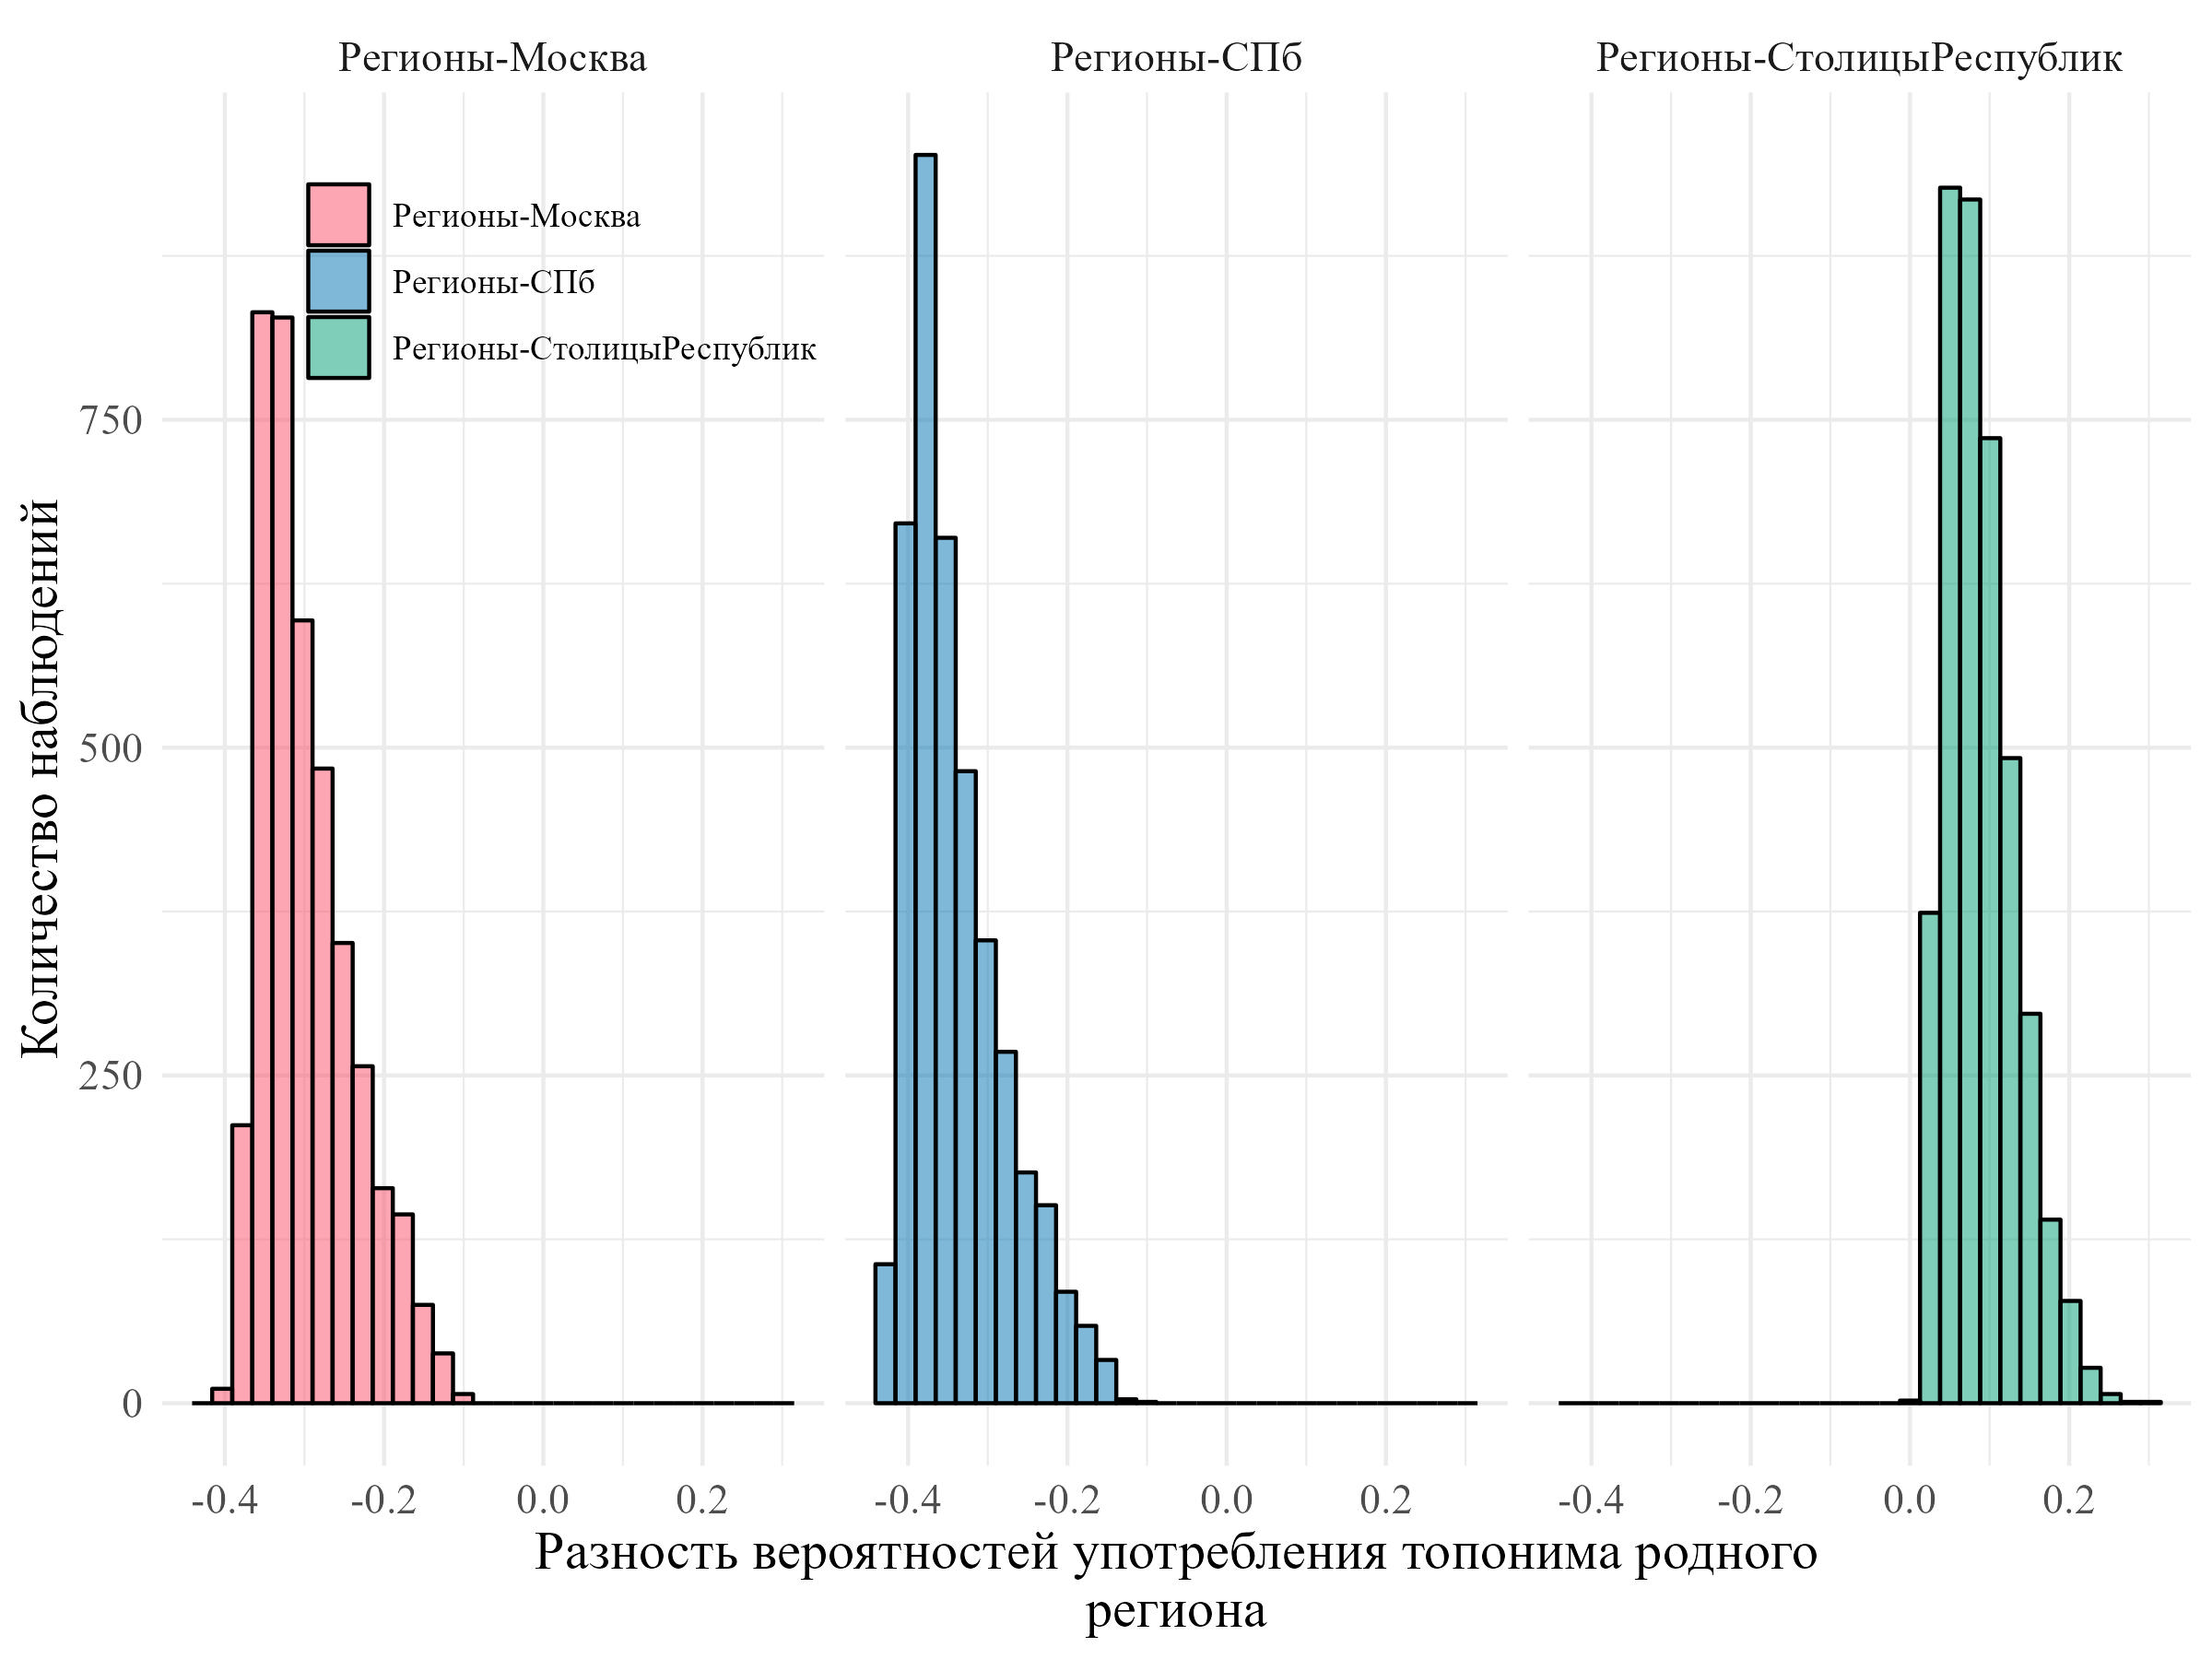 Регионы-Москва
Регионы-СПб
Регионы-СтолицыРеспублик
Регионы-Москва
Регионы-СПб
Регионы-СтолицыРеспублик
Количество наблюдений
750
500
250
0
-0.4 -0.2 0.0 0.2
-0.4 -0.2 0.0 0.2
-0.4 -0.2 0.0 0.2
Разность вероятностей употребления топонима родного
региона